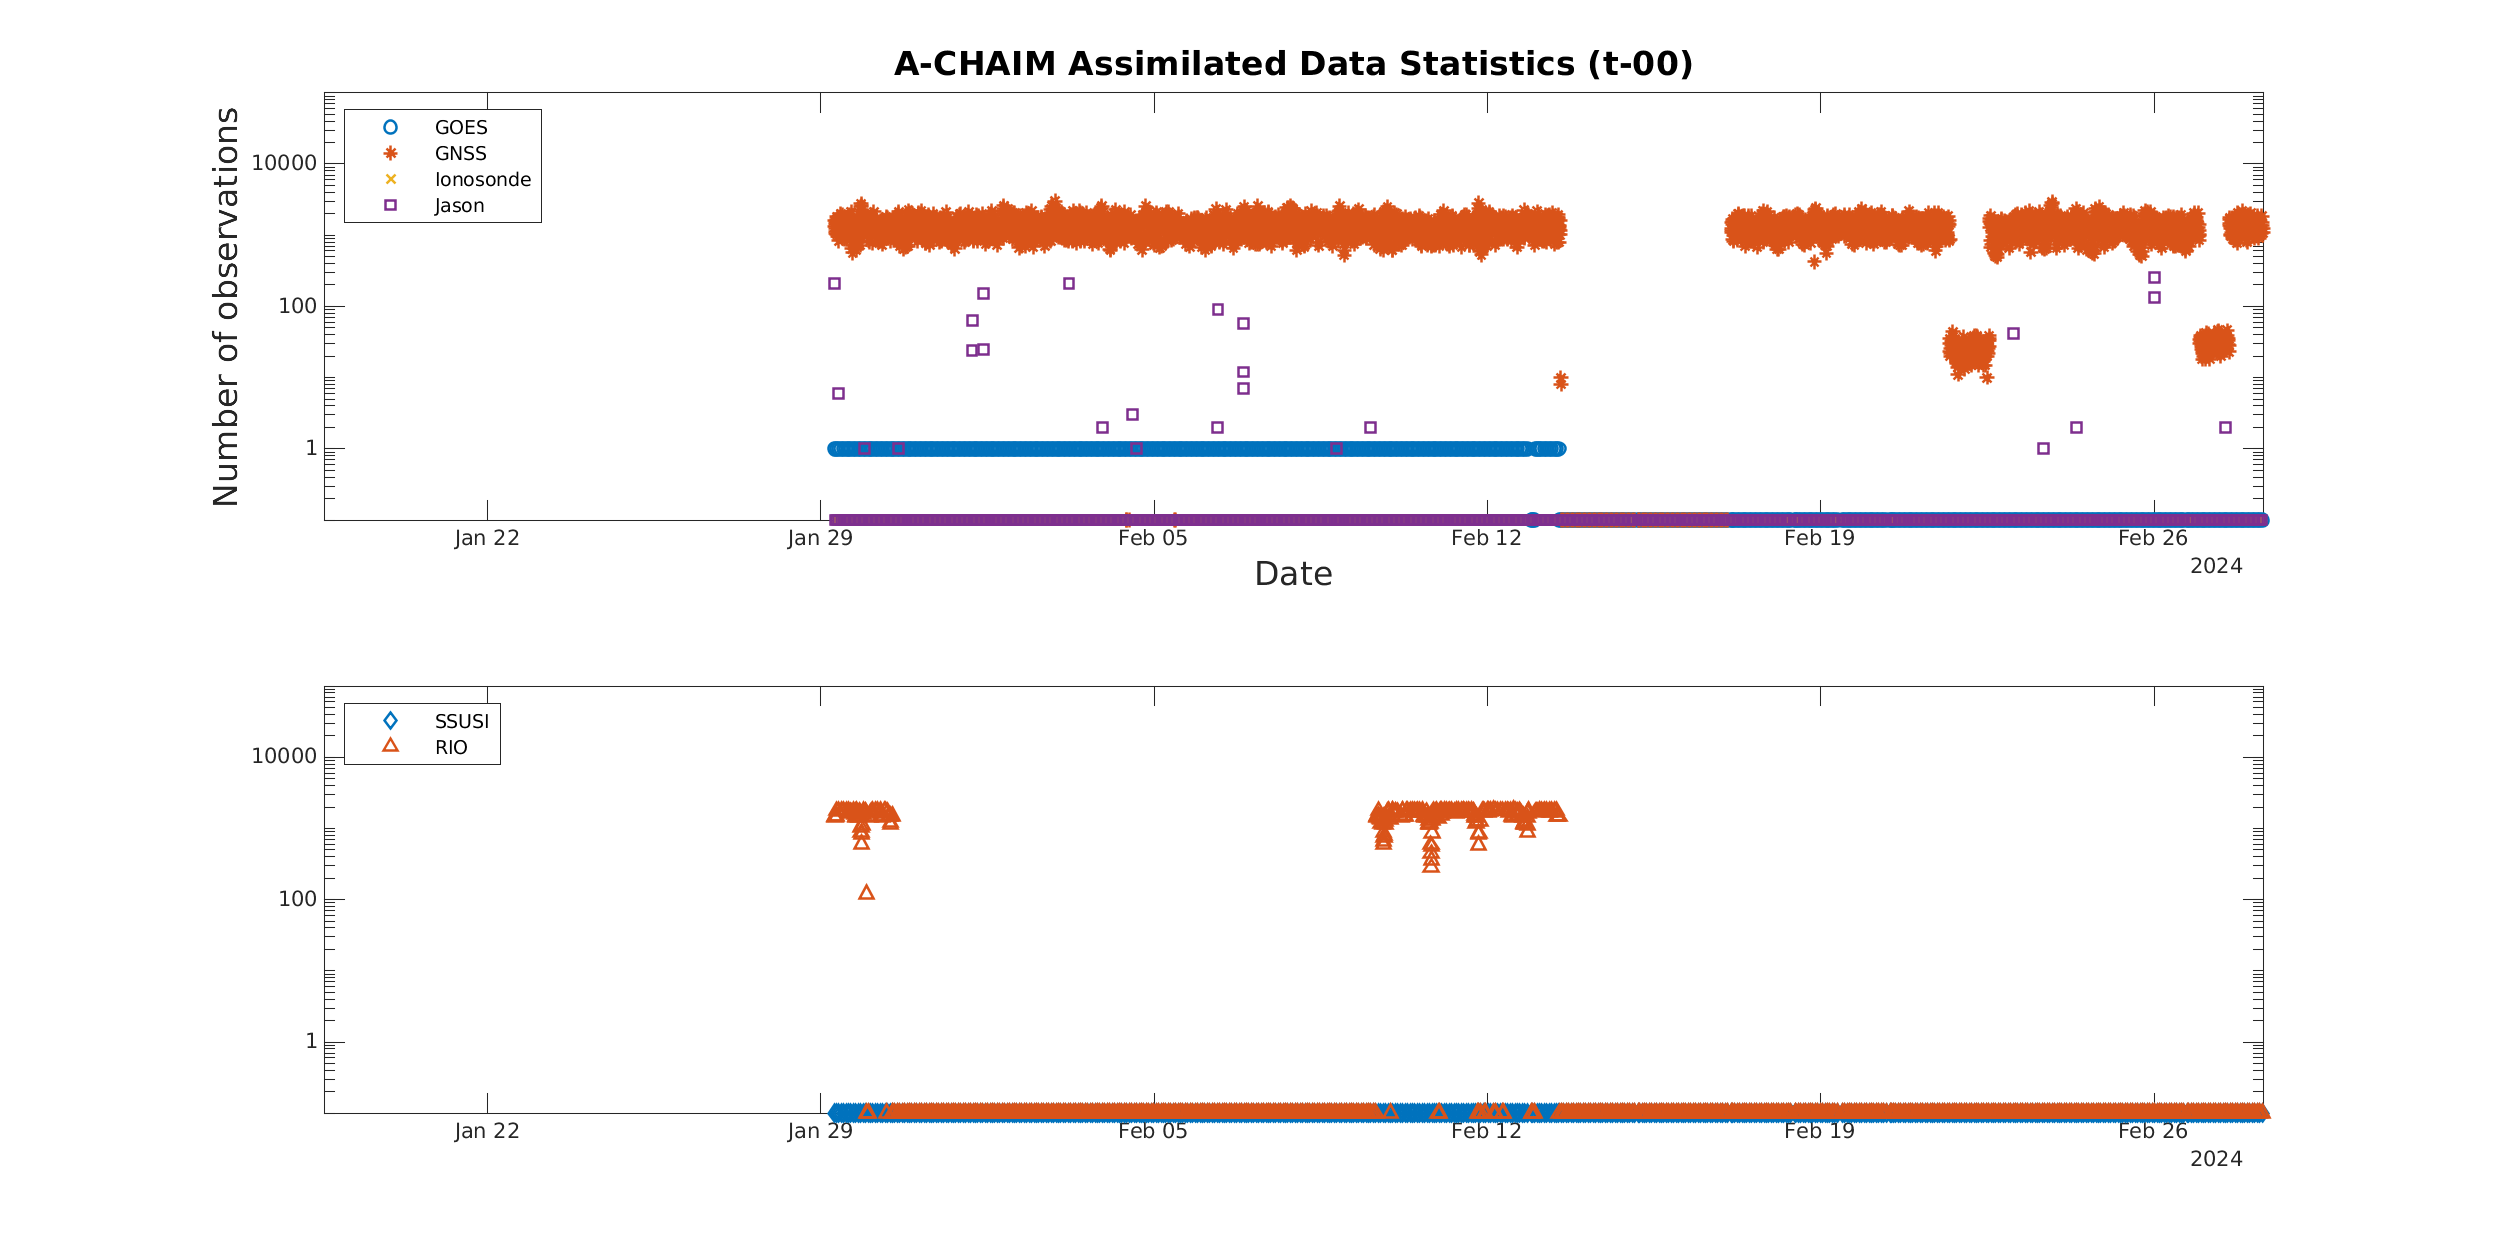 A-CHAIM Assimilated Data Statistics (t-00)
Number of observations
10000
100
1
GOES
GNSS
Ionosonde
Jason
Jan 22
Jan 29
Feb 05
Feb 12
Feb 19
Feb 26
2024
Date
10000
100
1
SSUSI
RIO
Jan 22
Jan 29
Feb 05
Feb 12
Feb 19
Feb 26
2024